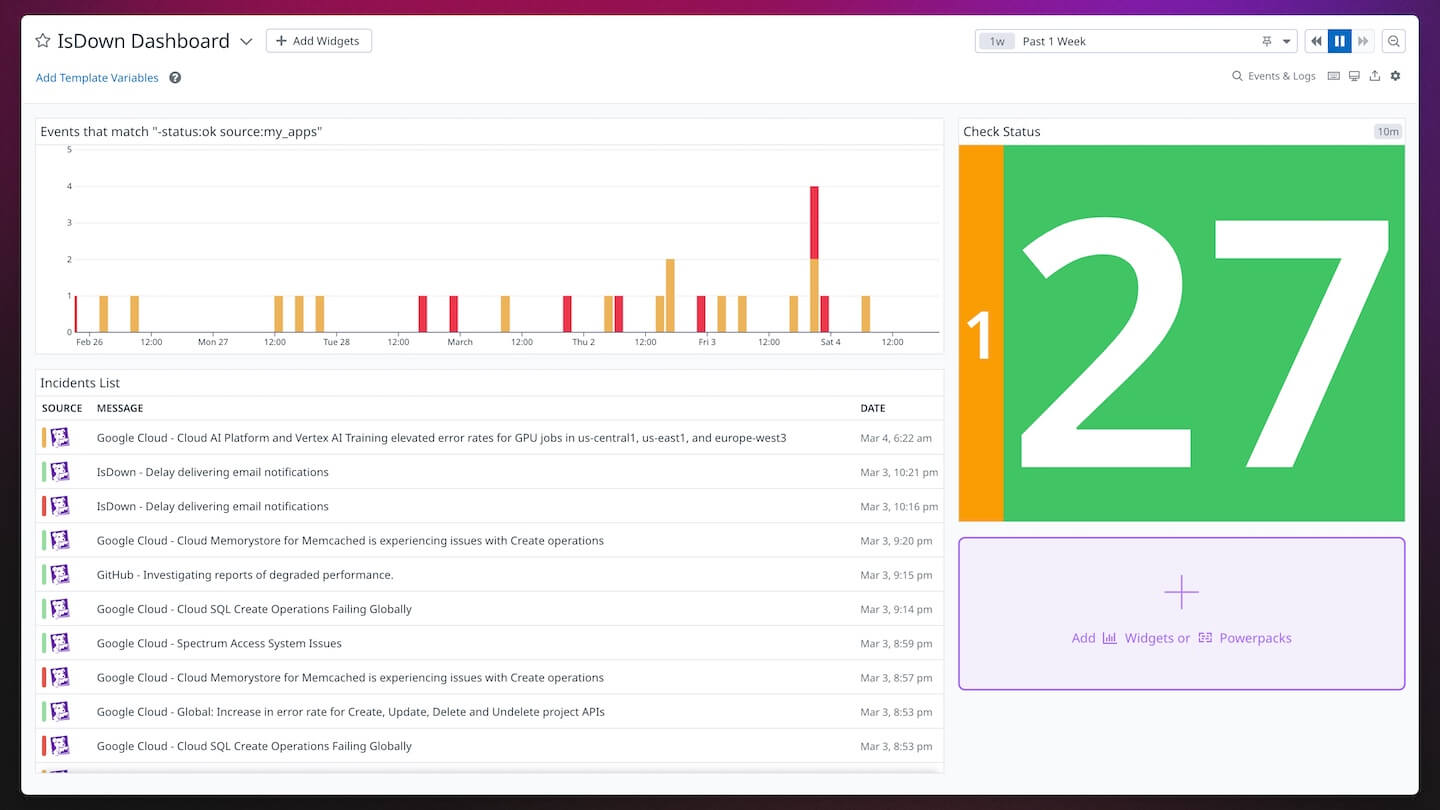 IsDown Dashboard
+ Add Widgets
1w Past 1 Week
Add Template Variables ?
Events & Logs
Events that match "-status:ok source:my_apps"
5
4
3
2
1
0
Feb 26 12:00 Mon 27 12:00 Tue 28 12:00 March 12:00 Thu 2 12:00 Fri 3 12:00 Sat 4 12:00
Check Status 10m
1 27
Incidents List
SOURCE MESSAGE DATE
Google Cloud - Cloud AI Platform and Vertex AI Training elevated error rates for GPU jobs in us-central1, us-east1, and europe-west3 Mar 4, 6:22 am
IsDown - Delay delivering email notifications Mar 3, 10:21 pm
IsDown - Delay delivering email notifications Mar 3, 10:16 pm
Google Cloud - Cloud Memorystore for Memcached is experiencing issues with Create operations Mar 3, 9:20 pm
GitHub - Investigating reports of degraded performance. Mar 3, 9:15 pm
Google Cloud - Cloud SQL Create Operations Failing Globally Mar 3, 9:14 pm
Google Cloud - Spectrum Access System Issues Mar 3, 8:59 pm
Google Cloud - Cloud Memorystore for Memcached is experiencing issues with Create operations Mar 3, 8:57 pm
Google Cloud - Global: Increase in error rate for Create, Update, Delete and Undelete project APIs Mar 3, 8:53 pm
Google Cloud - Cloud SQL Create Operations Failing Globally Mar 3, 8:53 pm
Add Widgets or Powerpacks